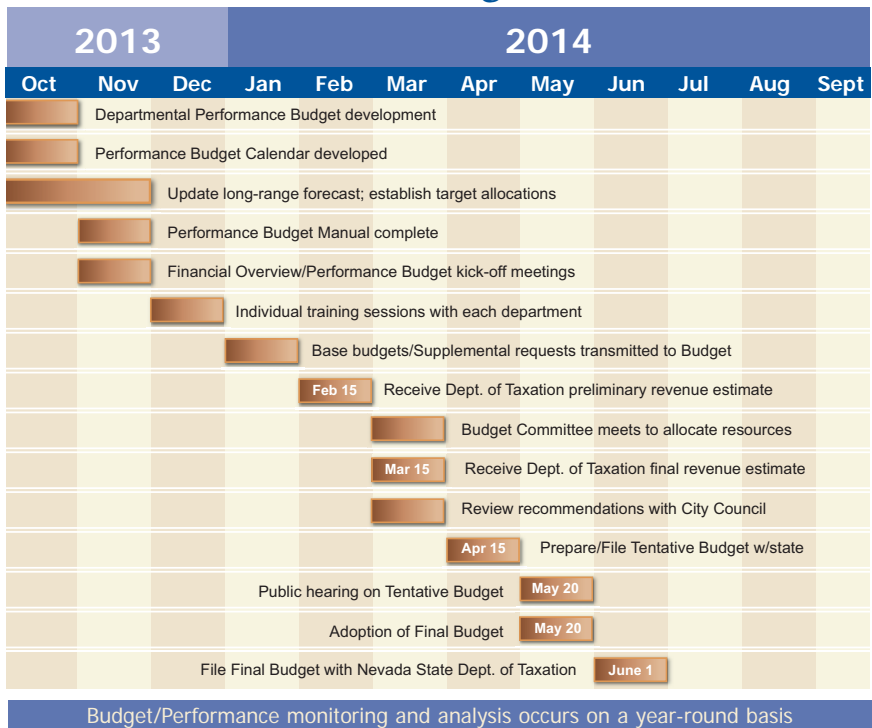 2013 2014
Oct Nov Dec Jan Feb Mar Apr May Jun Jul Aug Sept
Departmental Performance Budget development
Performance Budget Calendar developed
Update long-range forecast; establish target allocations
Performance Budget Manual complete
Financial Overview/Performance Budget kick-off meetings
Individual training sessions with each department
Base budgets/Supplemental requests transmitted to Budget
Feb 15 Receive Dept. of Taxation preliminary revenue estimate
Budget Committee meets to allocate resources
Mar 15 Receive Dept. of Taxation final revenue estimate
Review recommendations with City Council
Apr 15 Prepare/File Tentative Budget w/state
Public hearing on Tentative Budget May 20
Adoption of Final Budget May 20
File Final Budget with Nevada State Dept. of Taxation June 1
Budget/Performance monitoring and analysis occurs on a year-round basis